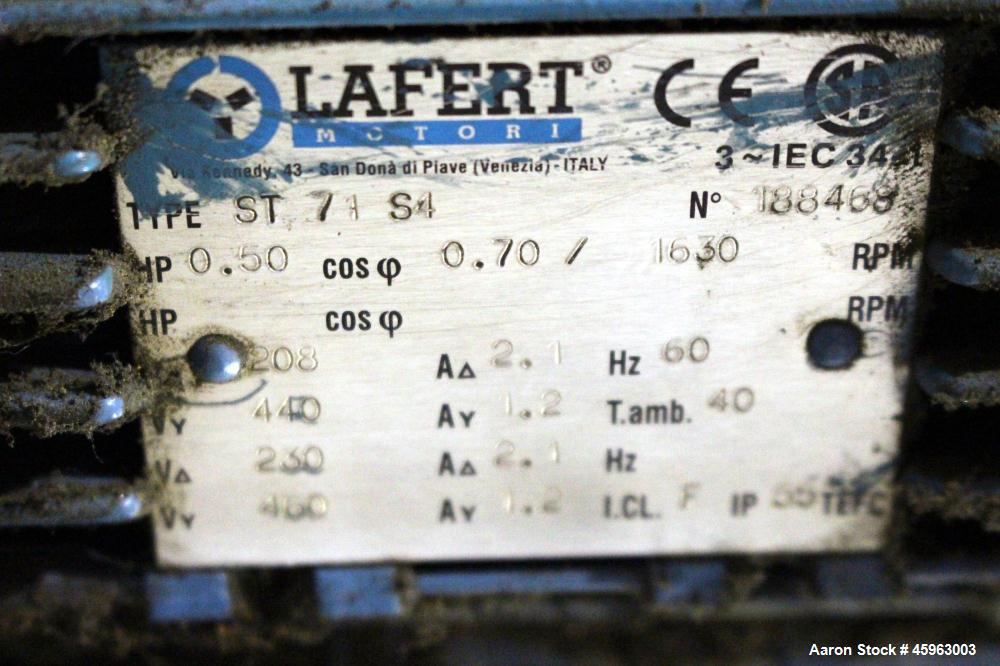 LAFERT®
MOTORI
CE SA
Via Kennedy, 43 - San Donà di Piave (Venezia) - ITALY
3~IEC 34-1
TYPE ST 71 S4 N° 188468
HP 0.50 cos φ 0.70 / 1630 RPM
HP cos φ RPM
208 A△ 2.1 Hz 60
VY 440 AY 1.2 T.amb. 40
V△ 230 A△ 2.1 Hz
VY 460 AY 1.2 I.CL. F IP 55 TEFC
Aaron Stock # 45963003